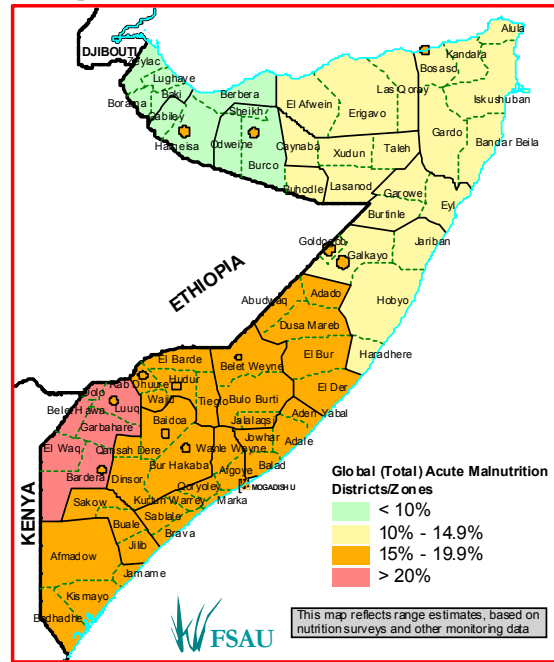 Alula
DJIBOUTI
Kandala
Bosasd
Zeylac
Lughaye
Las Qoray
Baki
Berbera
El Afwein
Iskushuban
Borama
Sheikh
Erigavo
Gabiley
Gardo
Hargeisa
Odweine
Caynaba
Taleh
Bandar Beila
Xudun
Burco
Buhodle
Lasanod
Garowe
Eyl
Burtinle
Goldogob
Jariban
Galkayo
ETHIOPIA
Abudwaq
Adado
Hobyo
Dusa Mareb
Haradhere
El Barde
Belet Weyne
El Bur
Rab Dhuure
Hudur
Dolo
Wajid
Tieglo
El Der
Belet Hawa
Luuq
Bulo Burti
Garbahare
Baidoa
Jalalaqsi
Aden Yabal
Jowhar
El Waq
Qansah Dere
Wanle Weyne
Adale
Bur Hakaba
Afgoye
Balad
Bardera
Dinsor
Qoryoley
MOGADISHU
Kurtun Warrey
Marka
Sakow
Sablale
Buale
Brava
KENYA
Afmadow
Jilib
Jamame
Kismayo
Badhadhe
Global (Total) Acute Malnutrition
Districts/Zones
< 10%
10% - 14.9%
15% - 19.9%
> 20%
This map reflects range estimates, based on
nutrition surveys and other monitoring data
FSAU